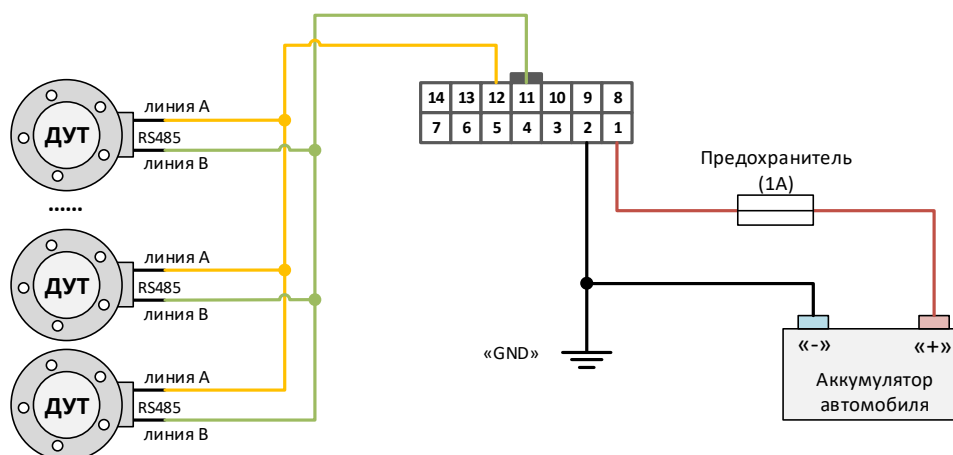 линия А
ДУТ
RS485
линия В
......
линия А
ДУТ
RS485
линия В
линия А
ДУТ
RS485
линия В
14 13 12 11 10 9 8
7 6 5 4 3 2 1
Предохранитель
(1А)
«GND»
«-» «+»
Аккумулятор
автомобиля